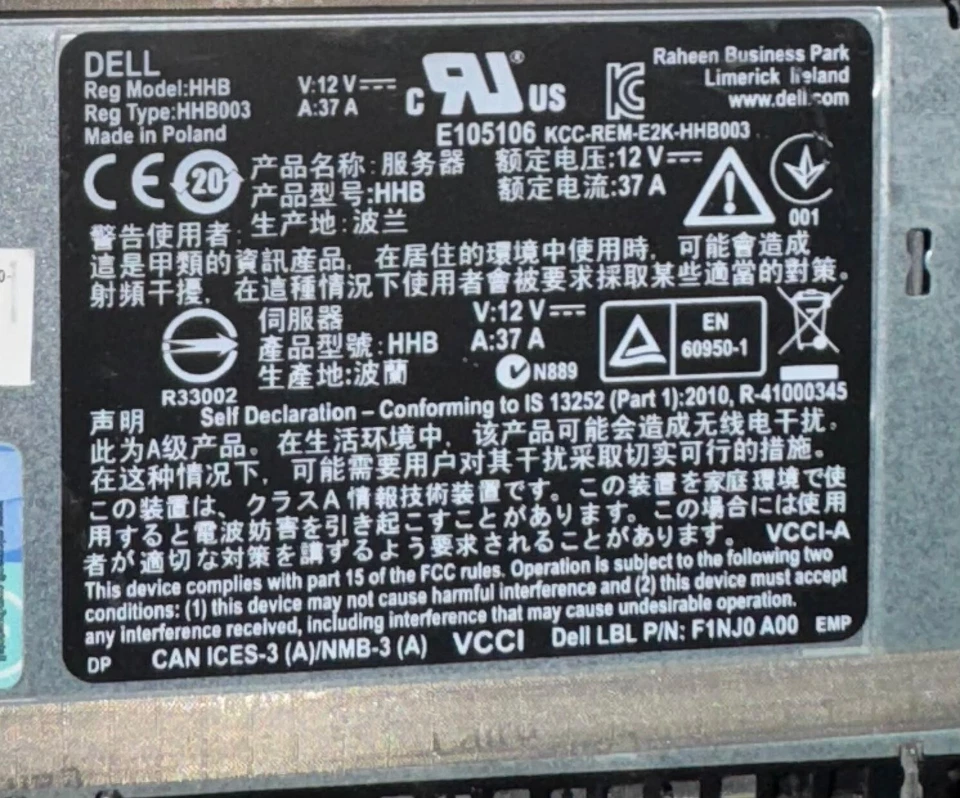 DELL
Reg Model:HHB
Reg Type:HHB003
Made in Poland
V:12 V
A:37 A
C UR US
®
E105106 KCC-REM-E2K-HHB003
Raheen Business Park
Limerick Ireland
www.dell.com
CE 20
产品名称:服务器
产品型号:HHB
生产地:波兰
额定电压:12 V
额定电流:37 A
001
警告使用者:
這是甲類的資訊產品，在居住的環境中使用時，可能會造成
射頻干擾，在這種情況下使用者會被要求採取某些適當的對策。
R33002
伺服器
產品型號:HHB
生產地:波蘭
V:12 V
A:37 A
N889
EN
60950-1
声明
Self Declaration – Conforming to IS 13252 (Part 1):2010, R-41000345
此为A级产品。在生活环境中，该产品可能会造成无线电干扰。
在这种情况下，可能需要用户对其干扰采取切实可行的措施。
この装置は、クラスA情報技術装置です。この装置を家庭環境で使
用すると電波妨害を引き起こすことがあります。この場合には使用
者が適切な対策を講ずるよう要求されることがあります。 VCCI-A
This device complies with part 15 of the FCC rules. Operation is subject to the following two
conditions: (1) this device may not cause harmful interference and (2) this device must accept
any interference received, including interference that may cause undesirable operation.
DP CAN ICES-3 (A)/NMB-3 (A) VCCI Dell LBL P/N: F1NJ0 A00 EMP